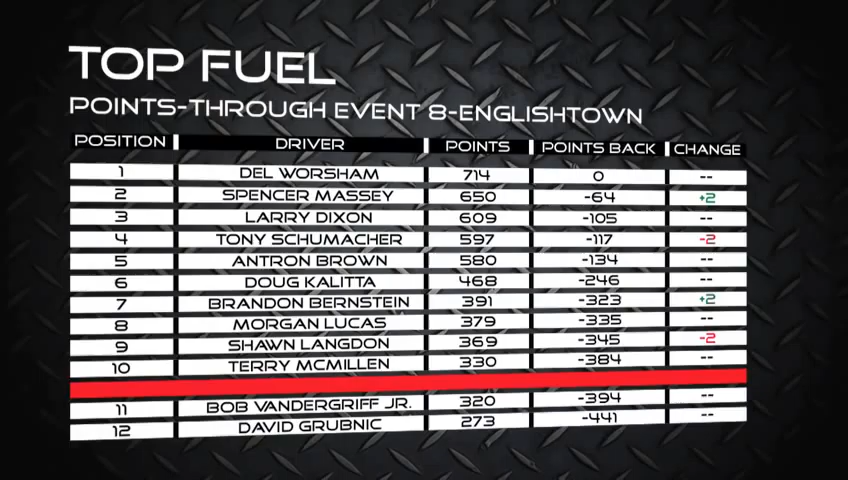 TOP FUEL
POINTS-THROUGH EVENT 8-ENGLISHTOWN
POSITION DRIVER POINTS POINTS BACK CHANGE
1 DEL WORSHAM 714 0 --
2 SPENCER MASSEY 650 -64 +2
3 LARRY DIXON 609 -105 --
4 TONY SCHUMACHER 597 -117 -2
5 ANTRON BROWN 580 -134 --
6 DOUG KALITTA 468 -246 --
7 BRANDON BERNSTEIN 391 -323 +2
8 MORGAN LUCAS 379 -335 --
9 SHAWN LANGDON 369 -345 -2
10 TERRY MCMILLEN 330 -384 --
11 BOB VANDERGRIFF JR. 320 -394 --
12 DAVID GRUBNIC 273 -441 --